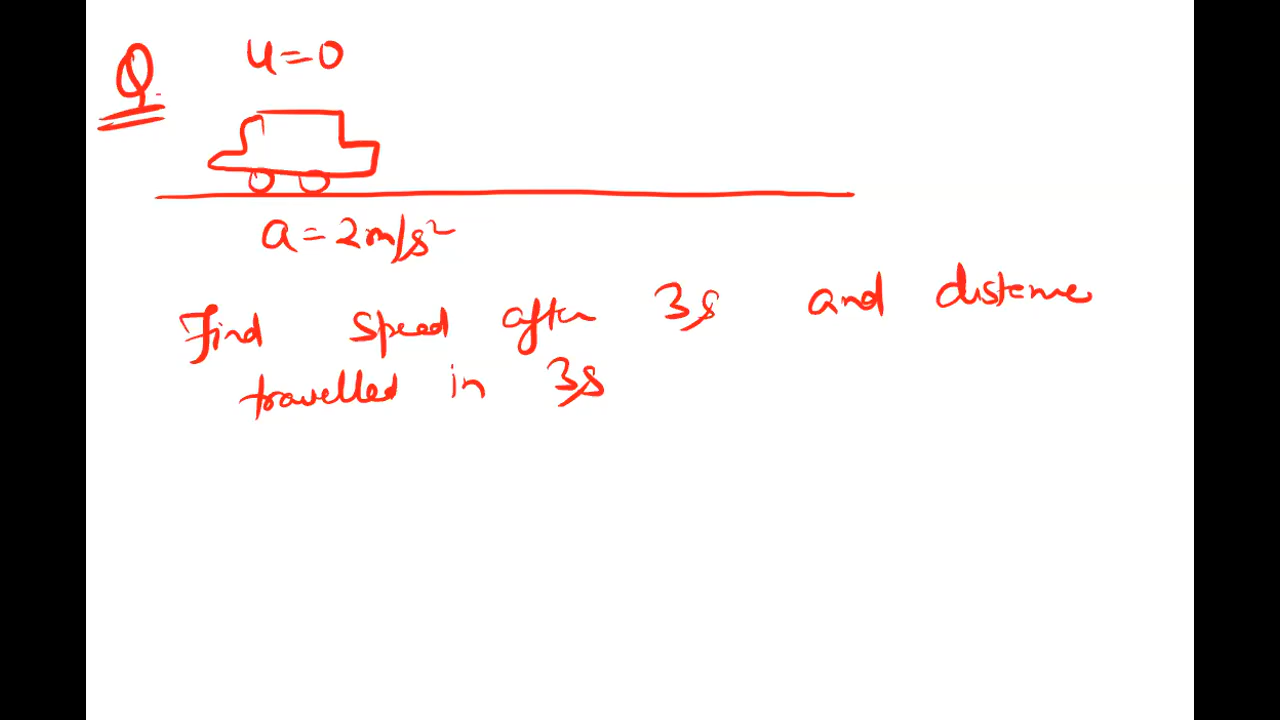 Q. u=0
a = 2m/s²
Find speed after 3s and distance
travelled in 3s